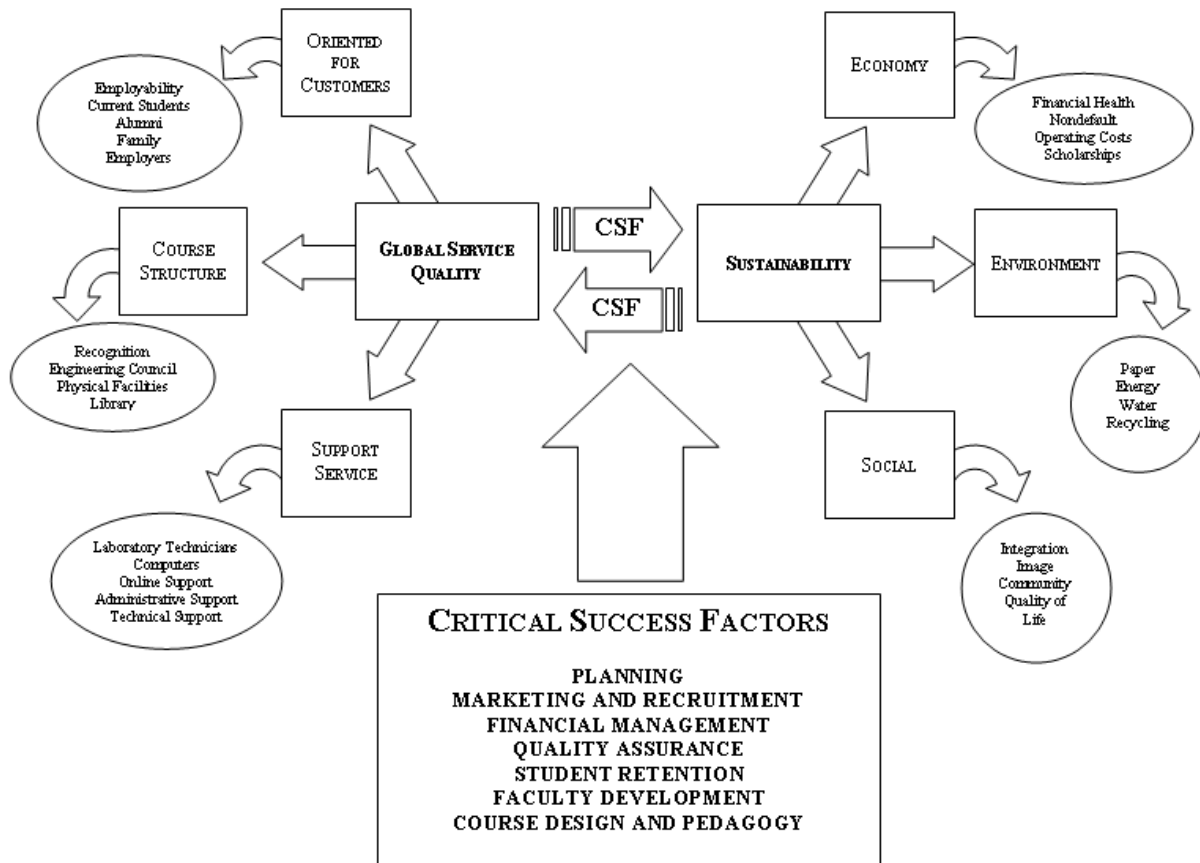 ORIENTED
FOR
CUSTOMERS
Employability
Current Students
Alumni
Family
Employers
COURSE
STRUCTURE
Recognition
Engineering Council
Physical Facilities
Library
SUPPORT
SERVICE
Laboratory Technicians
Computers
Online Support
Administrative Support
Technical Support
GLOBAL SERVICE
QUALITY
CSF
CSF
SUSTAINABILITY
ECONOMY
Financial Health
Nondefault
Operating Costs
Scholarships
ENVIRONMENT
Paper
Energy
Water
Recycling
SOCIAL
Integration
Image
Community
Quality of
Life
CRITICAL SUCCESS FACTORS
PLANNING
MARKETING AND RECRUITMENT
FINANCIAL MANAGEMENT
QUALITY ASSURANCE
STUDENT RETENTION
FACULTY DEVELOPMENT
COURSE DESIGN AND PEDAGOGY